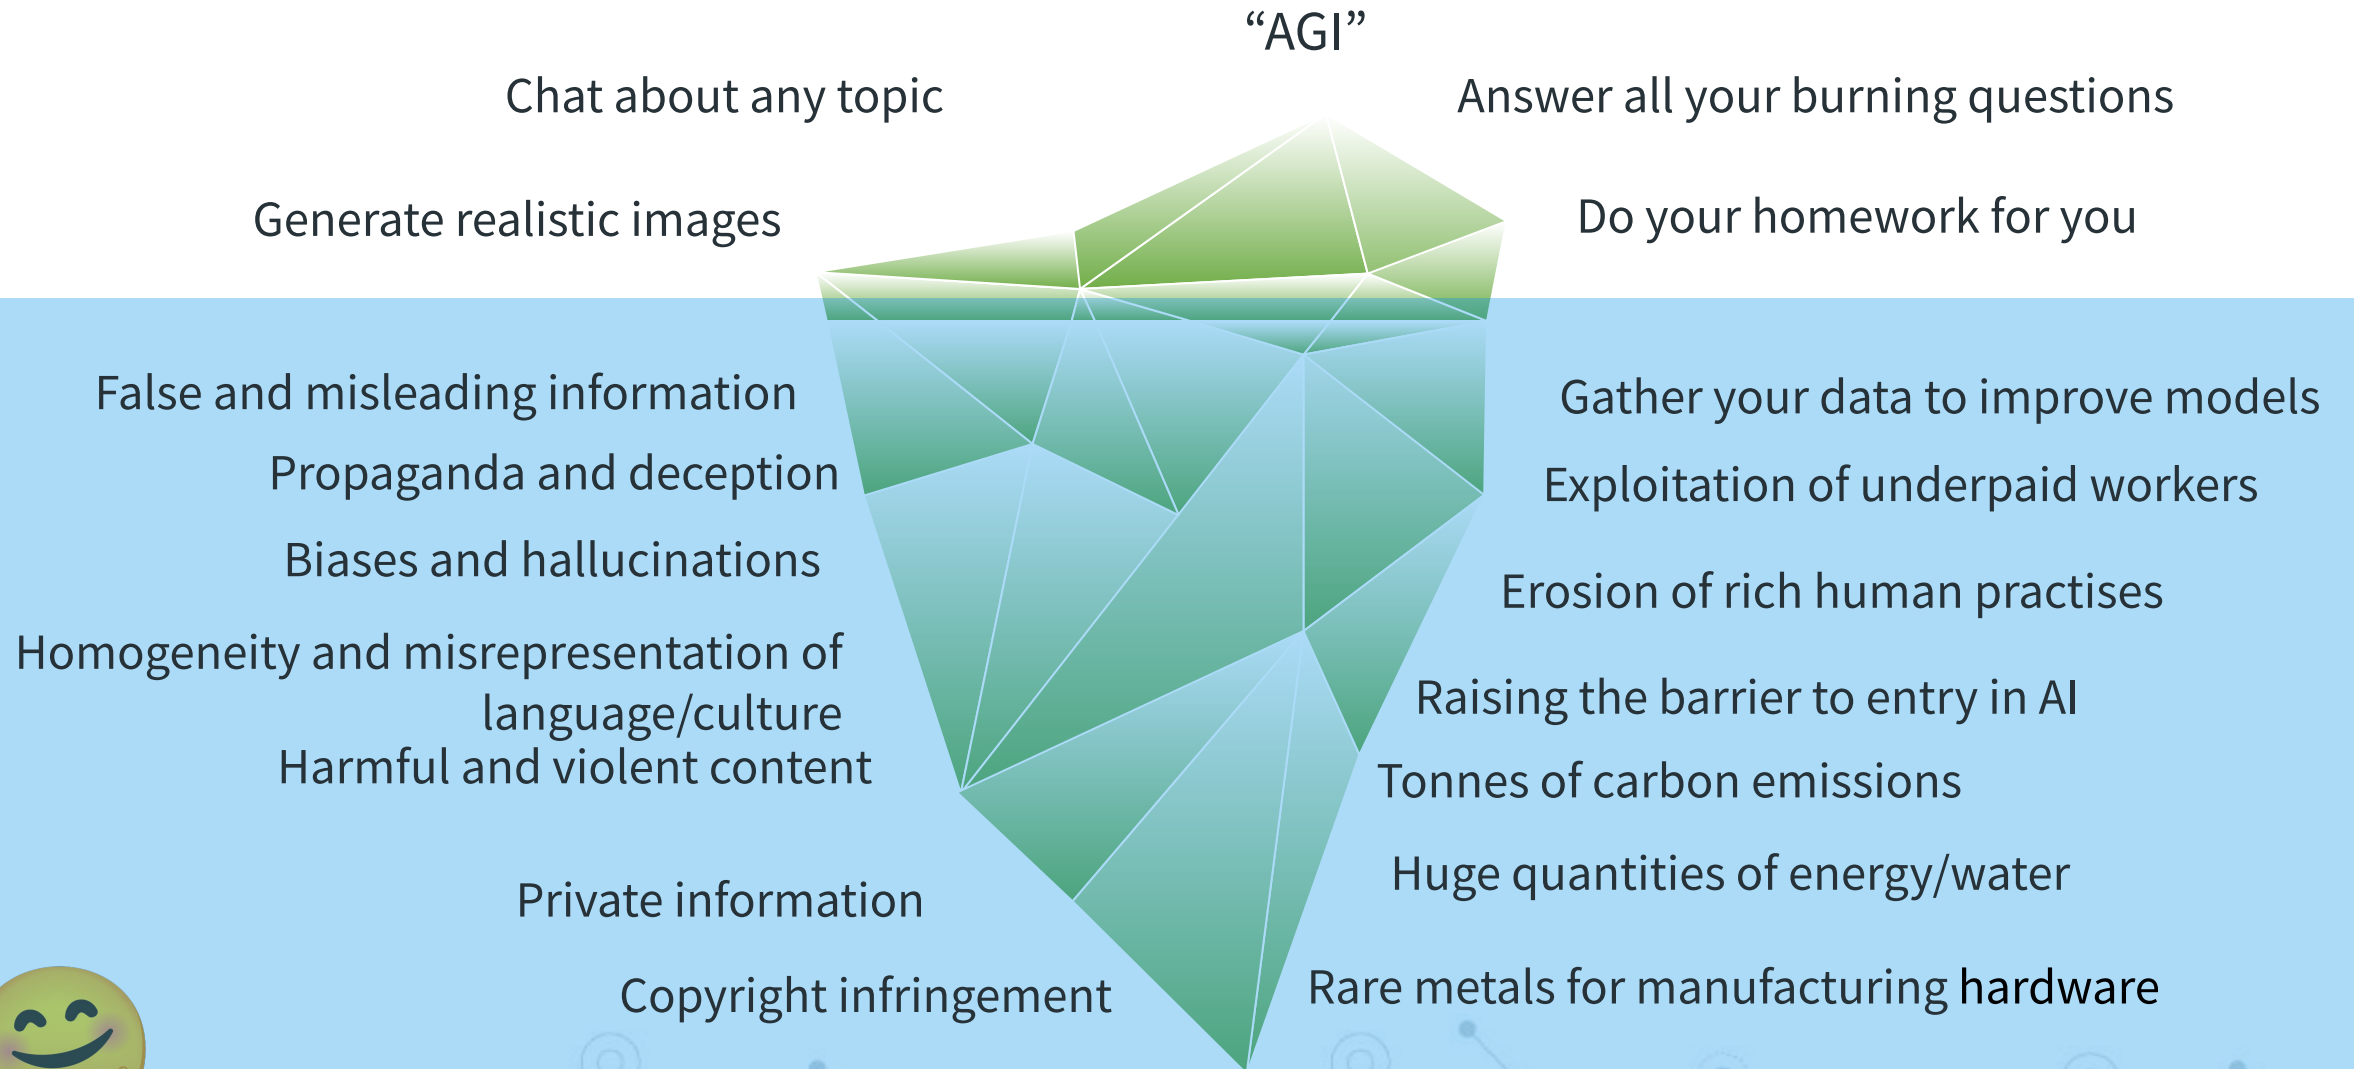 “AGI”
Chat about any topic
Answer all your burning questions
Generate realistic images
Do your homework for you
False and misleading information
Gather your data to improve models
Propaganda and deception
Exploitation of underpaid workers
Biases and hallucinations
Erosion of rich human practises
Homogeneity and misrepresentation of
language/culture
Raising the barrier to entry in AI
Harmful and violent content
Tonnes of carbon emissions
Private information
Huge quantities of energy/water
Copyright infringement
Rare metals for manufacturing hardware